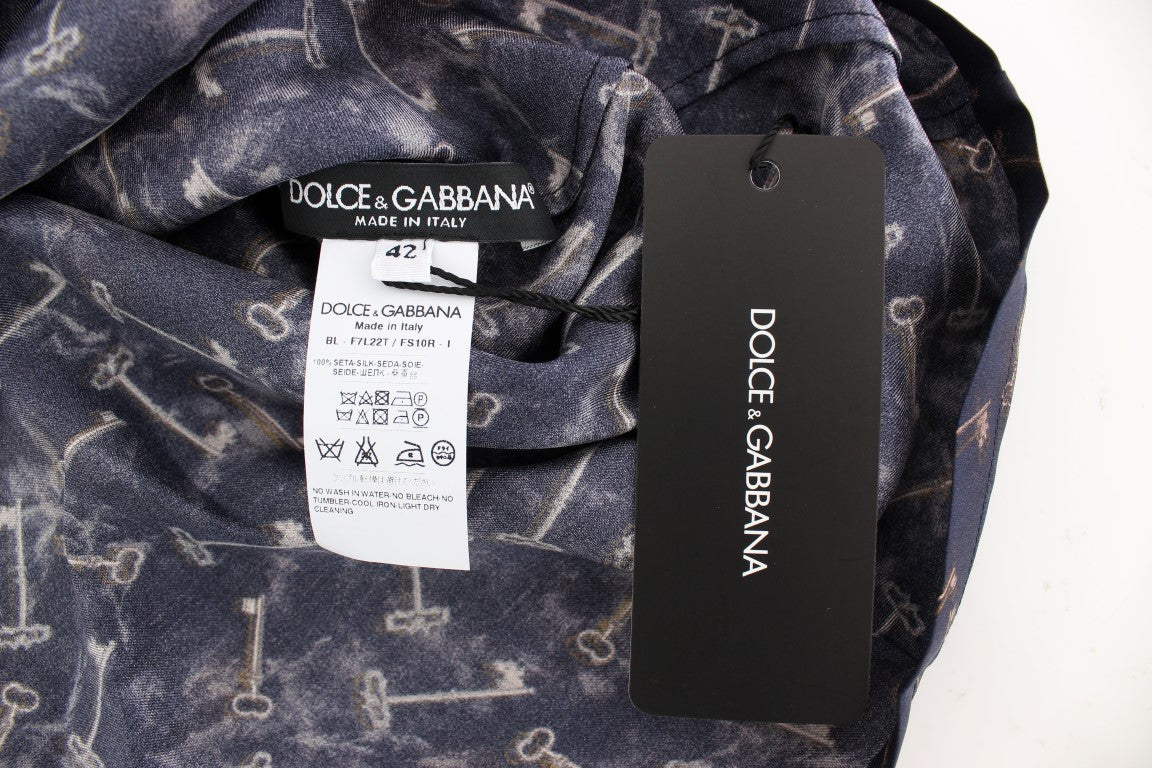 DOLCE & GABBANA®
MADE IN ITALY
42
DOLCE & GABBANA
Made in Italy
BL - F7L22T / FS10R - I
100% SETA-SILK-SEDA-SOIE-
SEIDE-ШЕЛК -
NO WASH IN WATER-NO BLEACH-NO
TUMBLER-COOL IRON-LIGHT DRY
CLEANING
DOLCE & GABBANA